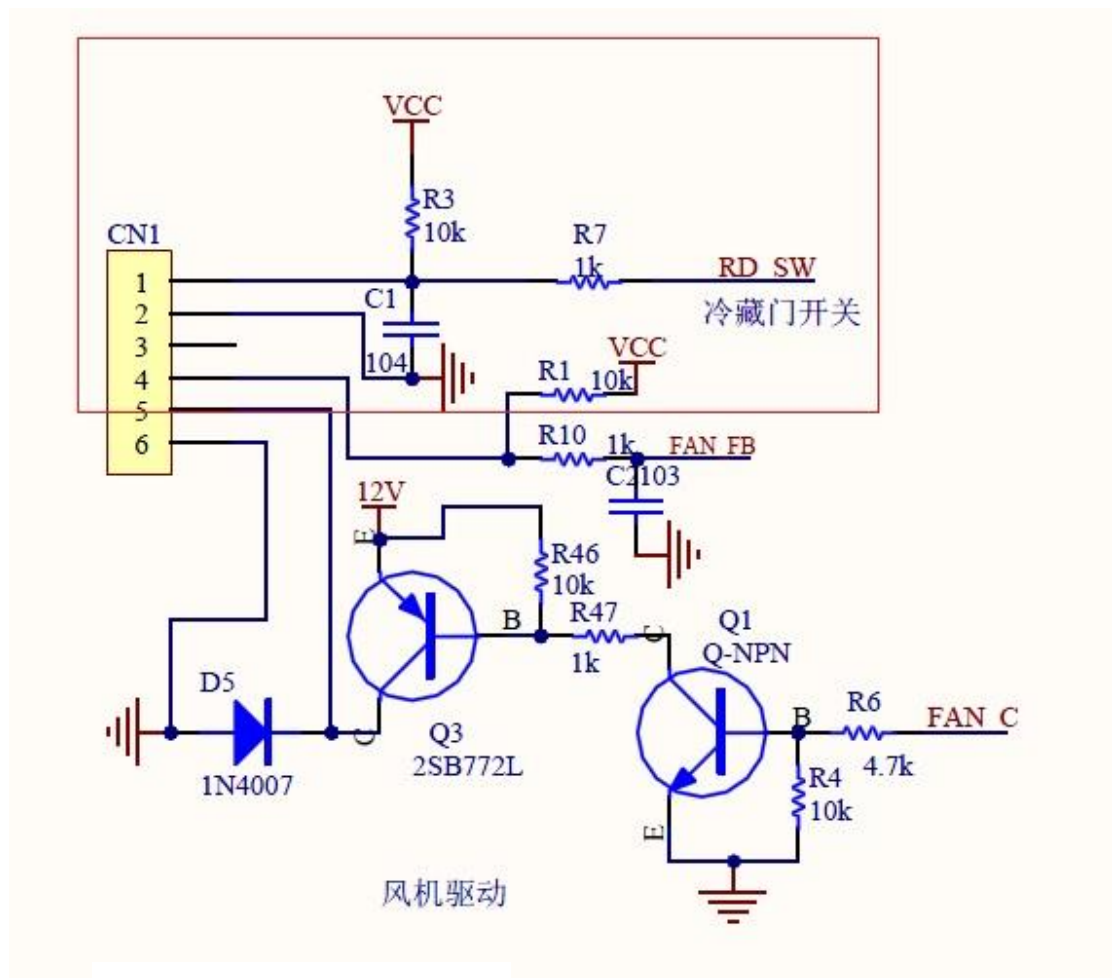 VCC
R3
10k
CN1
R7
1k
RD_SW
冷藏门开关
1
2
3
4
5
6
C1
104
VCC
R1
10k
R10
1k
FAN_FB
C2103
12V
E
R46
10k
B
R47
1k
C
Q1
Q-NPN
D5
1N4007
C
Q3
2SB772L
B
R6
4.7k
FAN_C
R4
10k
E
风机驱动